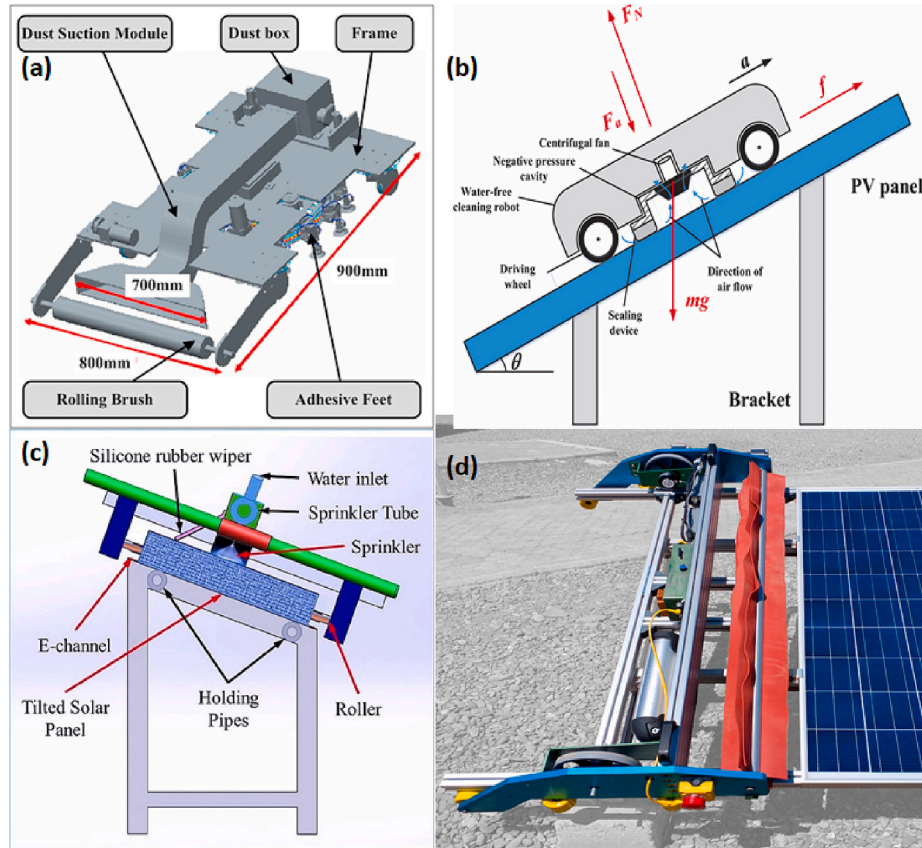 (a)
Dust Suction Module
Dust box
Frame
700mm
900mm
800mm
Rolling Brush
Adhesive Feet
(b)
F_N
a
f
F_a
Centrifugal fan
Negative pressure
cavity
Water-free
cleaning robot
PV panel
Driving
wheel
Direction of
air flow
Sealing
device
mg
θ
Bracket
(c)
Silicone rubber wiper
Water inlet
Sprinkler Tube
Sprinkler
E-channel
Tilted Solar
Panel
Holding
Pipes
Roller
(d)